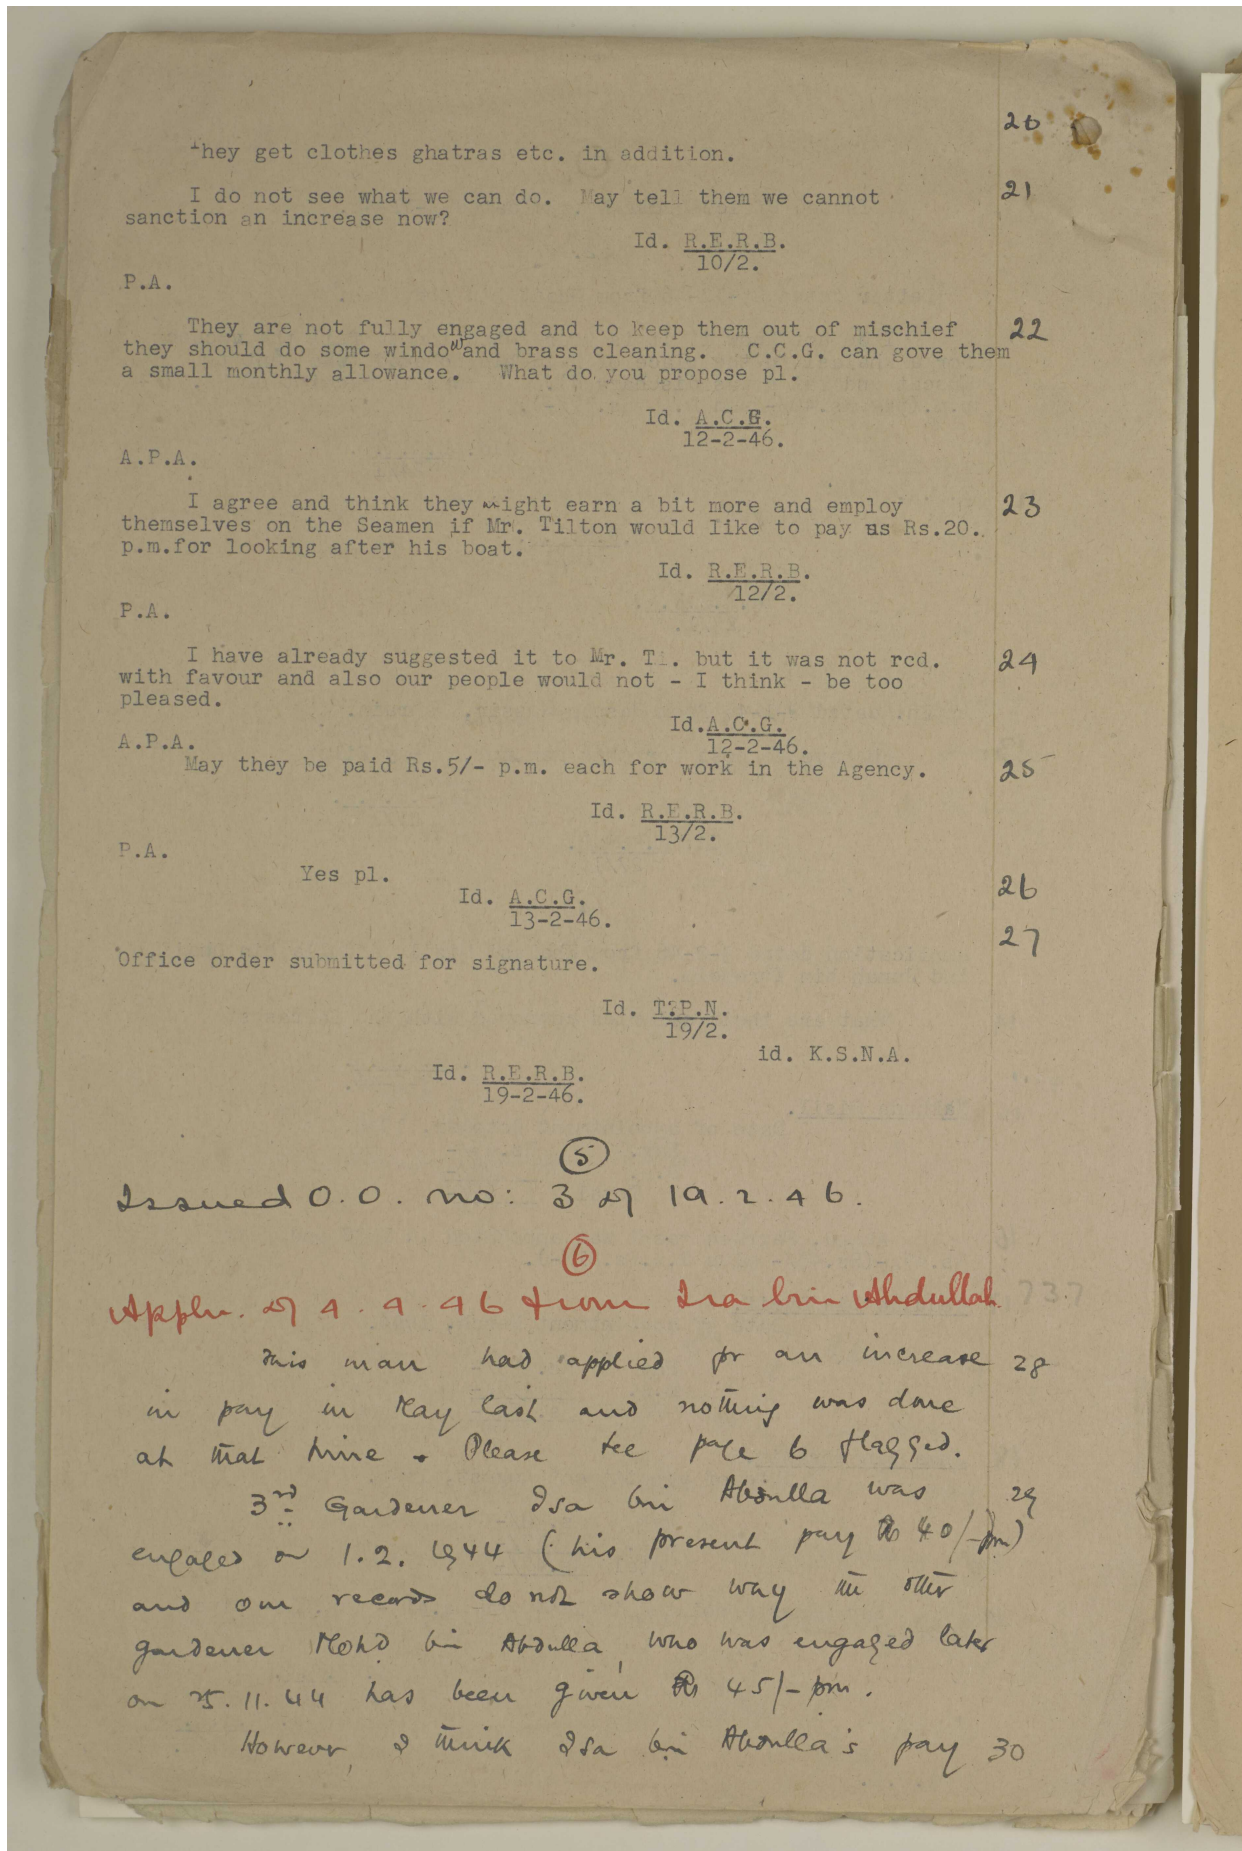 20
They get clothes ghatras etc. in addition.
I do not see what we can do. May tell them we cannot 21
sanction an increase now?
Id. R.E.R.B.
10/2.
P.A.
They are not fully engaged and to keep them out of mischief 22
they should do some window and brass cleaning. C.C.G. can gove them
a small monthly allowance. What do you propose pl.
Id. A.C.G.
12-2-46.
A.P.A.
I agree and think they might earn a bit more and employ 23
themselves on the Seamen if Mr. Tilton would like to pay us Rs.20.
p.m.for looking after his boat.
Id. R.E.R.B.
12/2.
P.A.
I have already suggested it to Mr. T. but it was not rcd. 24
with favour and also our people would not - I think - be too
pleased.
Id.A.C.G.
12-2-46.
A.P.A.
May they be paid Rs.5/- p.m. each for work in the Agency. 25
Id. R.E.R.B.
13/2.
P.A.
Yes pl. 26
Id. A.C.G.
13-2-46.
27
Office order submitted for signature.
Id. T.P.N.
19/2.
id. K.S.N.A.
Id. R.E.R.B.
19-2-46.
5
Issued O.O. no: 3 of 19.2.46.
6
Appln. of 4.4.46 from Isa bin Abdullah 737
This man had applied for an increase 28
in pay in May last and nothing was done
at that time. Please see page 6 flagged.
3rd Gardener Isa bin Abdulla was 29
engaged on 1.2.1944 (his present pay Rs 40/- pm)
and our records do not show way the other
gardener Mohd bin Abdulla, who was engaged later
on 25.11.44 has been given Rs 45/- pm.
However, I think Isa bin Abdulla's pay 30